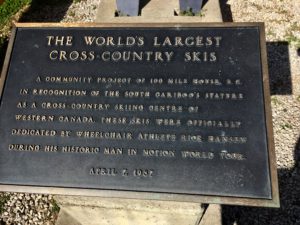 THE WORLD'S LARGEST
CROSS-COUNTRY SKIS
A COMMUNITY PROJECT OF 100 MILE HOUSE, B.C.
IN RECOGNITION OF THE SOUTH CARIBOO'S STATURE
AS A CROSS-COUNTRY SKIING CENTRE OF
WESTERN CANADA. THESE SKIS WERE OFFICIALLY
DEDICATED BY WHEELCHAIR ATHLETE RICK HANSEN
DURING HIS HISTORIC MAN IN MOTION WORLD TOUR
APRIL 7, 1987